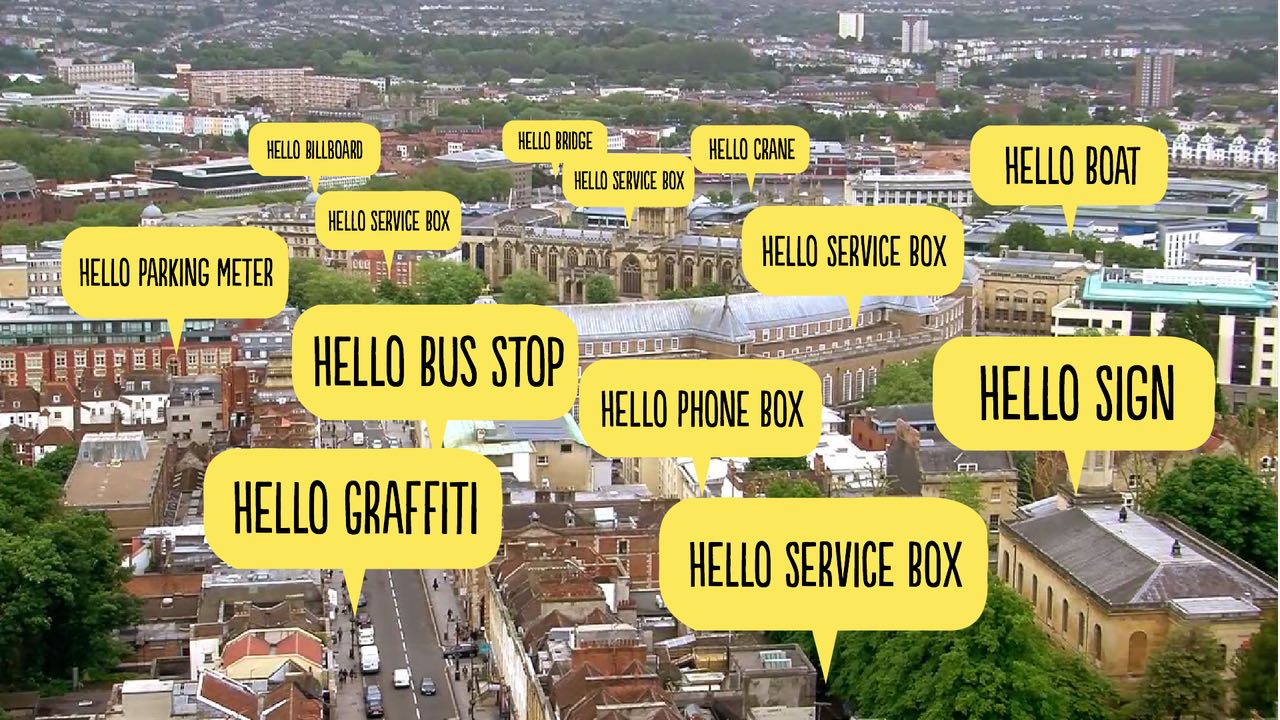 HELLO BILLBOARD
HELLO BRIDGE
HELLO CRANE
HELLO BOAT
HELLO SERVICE BOX
HELLO SERVICE BOX
HELLO SERVICE BOX
HELLO PARKING METER
HELLO BUS STOP
HELLO PHONE BOX
HELLO SIGN
HELLO GRAFFITI
HELLO SERVICE BOX